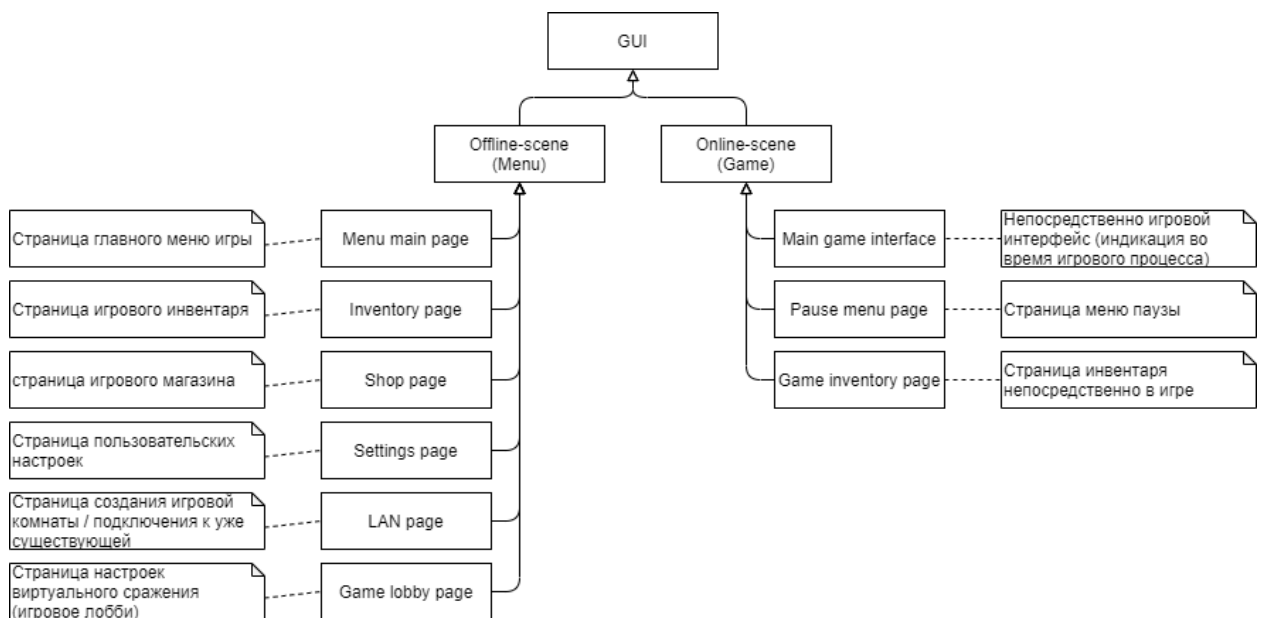 GUI
Offline-scene
(Menu)
Online-scene
(Game)
Страница главного меню игры
Menu main page
Main game interface
Непосредственно игровой
интерфейс (индикация во
время игрового процесса)
Страница игрового инвентаря
Inventory page
Pause menu page
Страница меню паузы
страница игрового магазина
Shop page
Game inventory page
Страница инвентаря
непосредственно в игре
Страница пользовательских
настроек
Settings page
Страница создания игровой
комнаты / подключения к уже
существующей
LAN page
Страница настроек
виртуального сражения
(игровое лобби)
Game lobby page